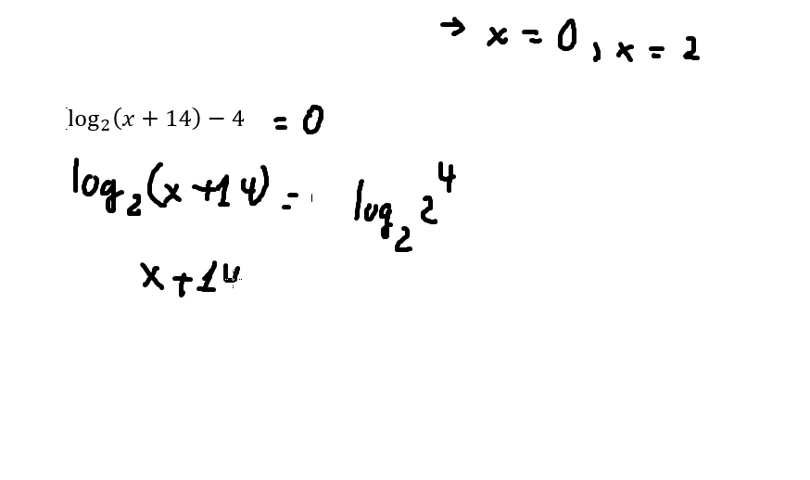 → x = 0, x = 2
log₂(x + 14) − 4 = 0
log₂(x+14) = log₂ 2⁴
x+14